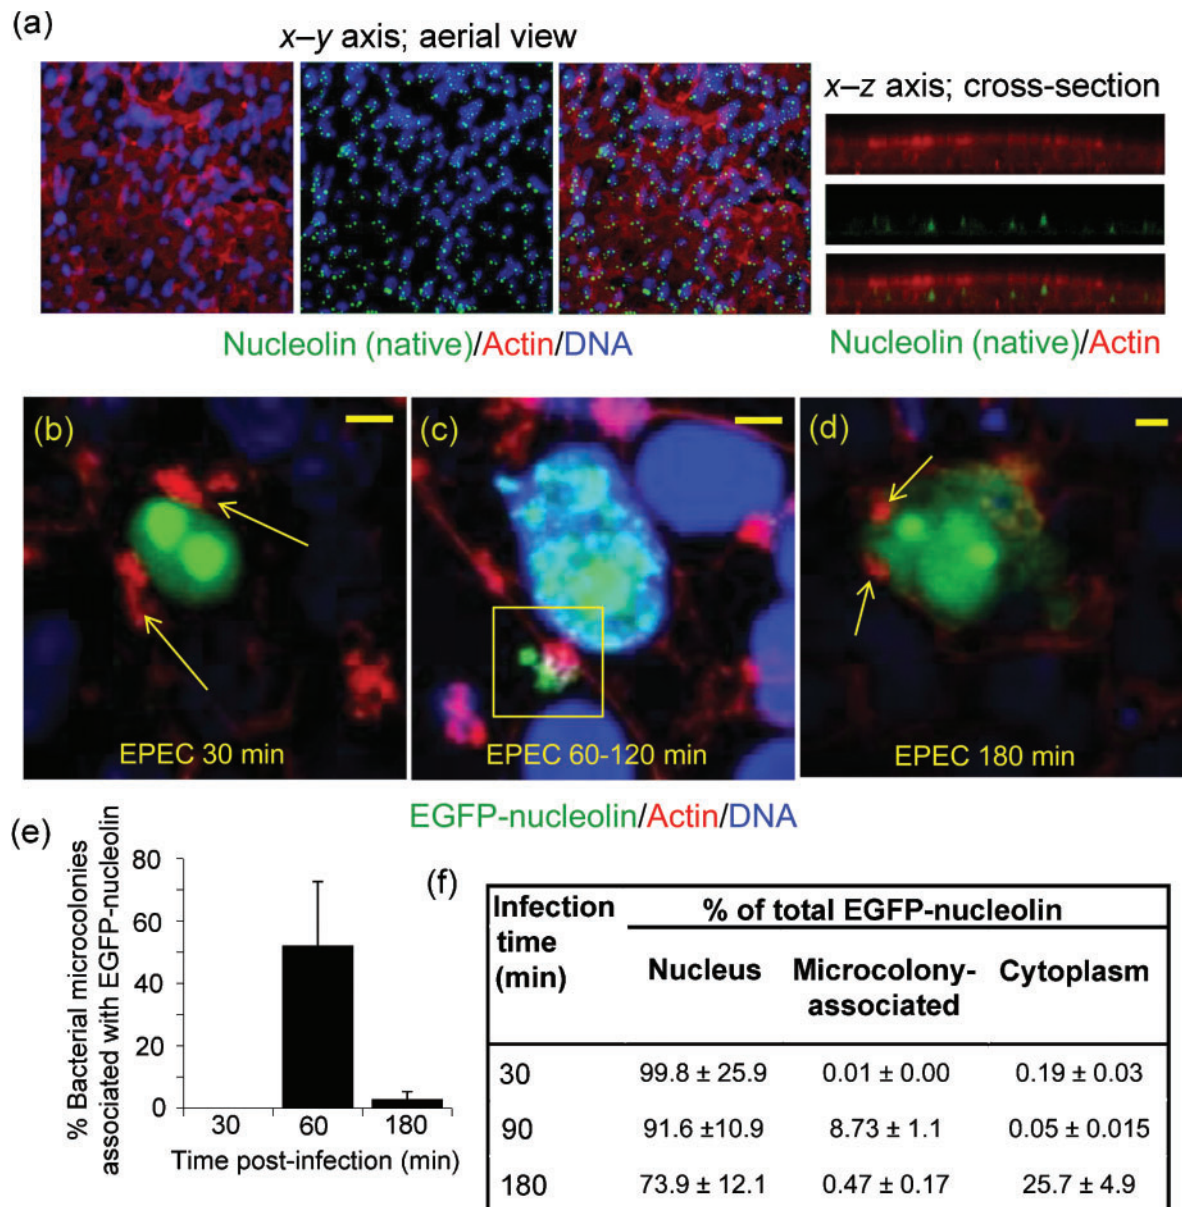 (a)
x–y axis; aerial view
x–z axis; cross-section
Nucleolin (native)/Actin/DNA
Nucleolin (native)/Actin
(b)
EPEC 30 min
(c)
EPEC 60-120 min
(d)
EPEC 180 min
EGFP-nucleolin/Actin/DNA
(e)
% Bacterial microcolonies
associated with EGFP-nucleolin
80
60
40
20
0
30 60 180
Time post-infection (min)
(f)
Infection
time
(min)
% of total EGFP-nucleolin
Nucleus Microcolony- Cytoplasm
associated
30 99.8 ± 25.9 0.01 ± 0.00 0.19 ± 0.03
90 91.6 ±10.9 8.73 ± 1.1 0.05 ± 0.015
180 73.9 ± 12.1 0.47 ± 0.17 25.7 ± 4.9